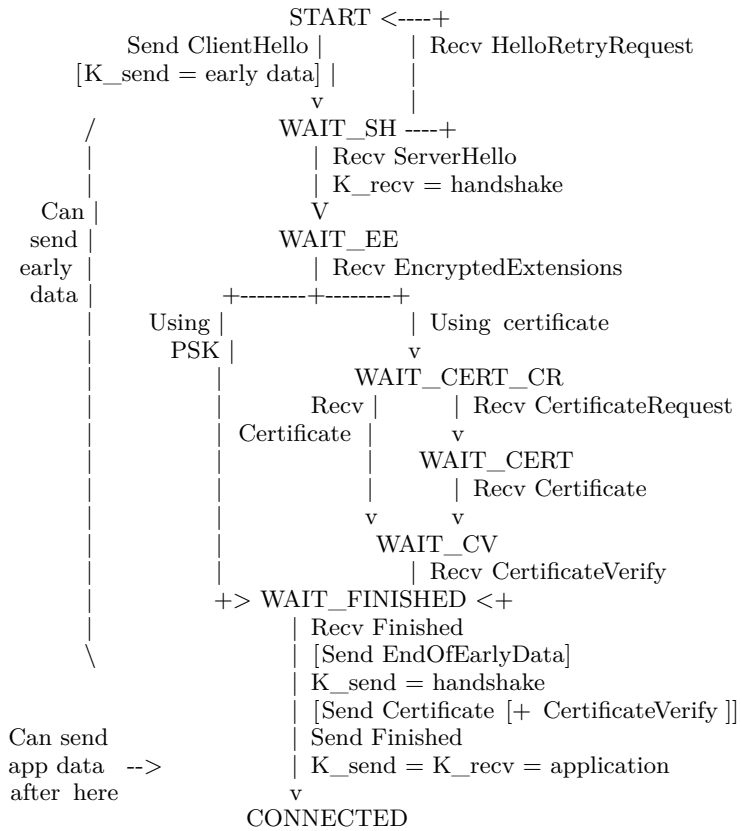 START <----+
Send ClientHello | | Recv HelloRetryRequest
[K_send = early data] | |
v |
/ WAIT_SH ----+
| | Recv ServerHello
| | K_recv = handshake
Can | V
send | WAIT_EE
early | | Recv EncryptedExtensions
data | +--------+--------+
| Using | | Using certificate
| PSK | v
| | WAIT_CERT_CR
| | Recv | | Recv CertificateRequest
| | Certificate | v
| | | WAIT_CERT
| | | | Recv Certificate
| | v v
| | WAIT_CV
| | | Recv CertificateVerify
| +> WAIT_FINISHED <+
| | Recv Finished
\ | [Send EndOfEarlyData]
| K_send = handshake
| [Send Certificate [+ CertificateVerify ]]
Can send | Send Finished
app data --> | K_send = K_recv = application
after here v
CONNECTED